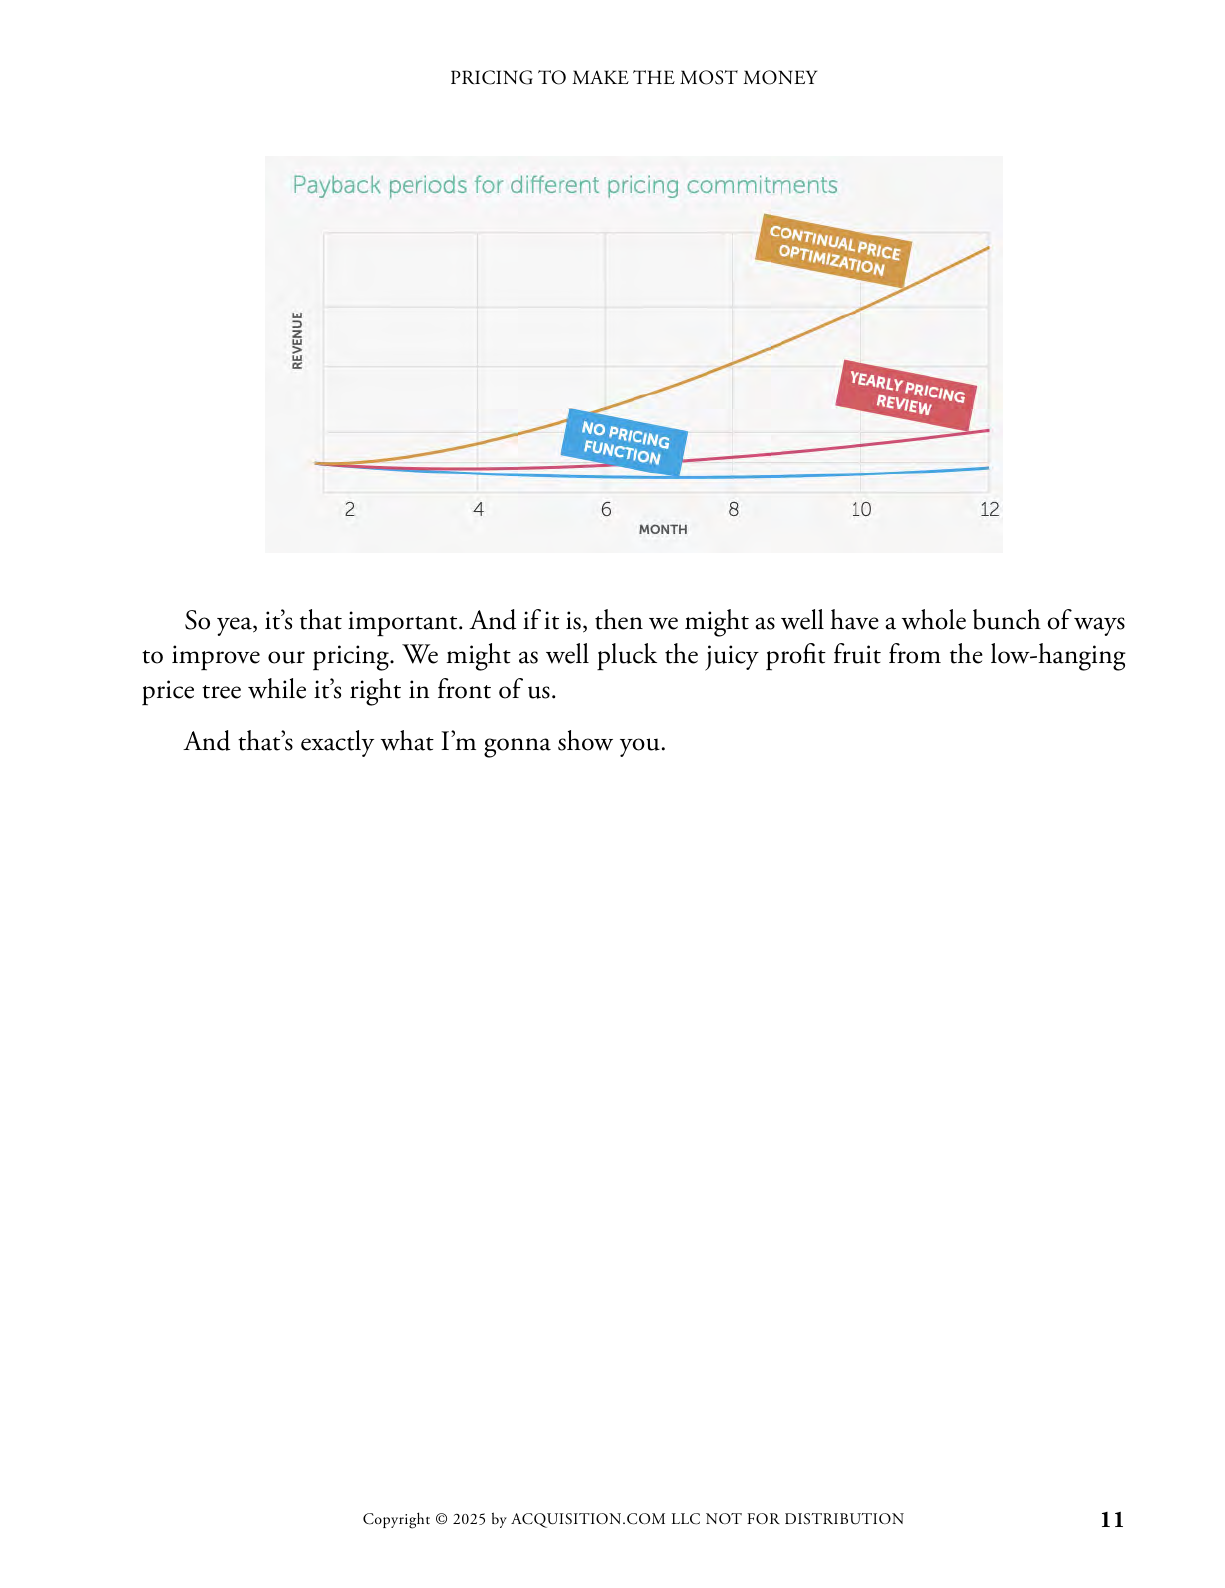 PRICING TO MAKE THE MOST MONEY
Payback periods for different pricing commitments
CONTINUAL PRICE
OPTIMIZATION
REVENUE
YEARLY PRICING
REVIEW
NO PRICING
FUNCTION
2 4 6 8 10 12
MONTH
So yea, it’s that important. And if it is, then we might as well have a whole bunch of ways
to improve our pricing. We might as well pluck the juicy profit fruit from the low-hanging
price tree while it’s right in front of us.
And that’s exactly what I’m gonna show you.
Copyright © 2025 by ACQUISITION.COM LLC NOT FOR DISTRIBUTION
11